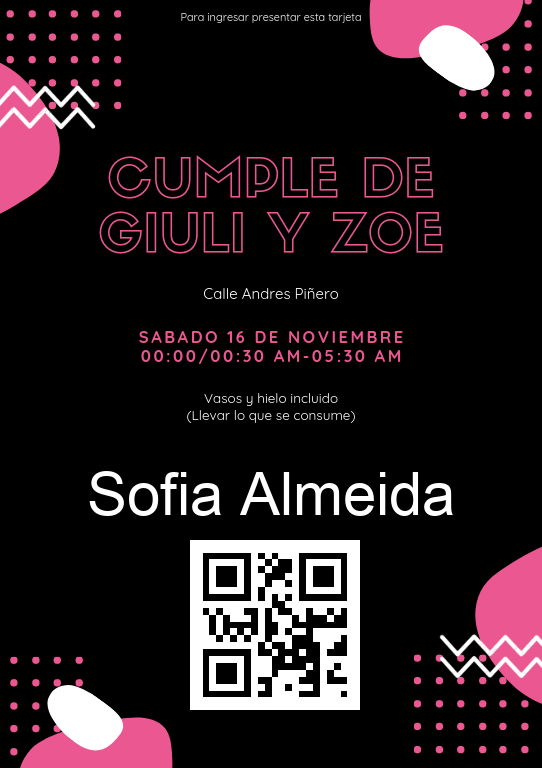 Para ingresar presentar esta tarjeta
CUMPLE DE
GIULI Y ZOE
Calle Andres Piñero
SABADO 16 DE NOVIEMBRE
00:00/00:30 AM-05:30 AM
Vasos y hielo incluido
(Llevar lo que se consume)
Sofia Almeida